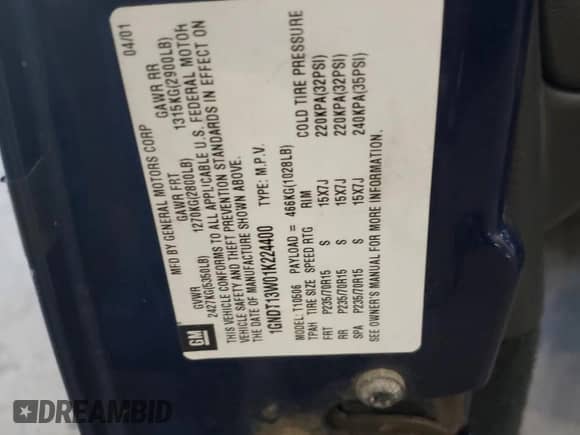 GM
MFD BY GENERAL MOTORS CORP 04/01
GVWR GAWR FRT GAWR RR
2427KG(5350LB) 1270KG(2800LB) 1315KG(2900LB)
THIS VEHICLE CONFORMS TO ALL APPLICABLE U.S. FEDERAL MOTOR
VEHICLE SAFETY AND THEFT PREVENTION STANDARDS IN EFFECT ON
THE DATE OF MANUFACTURE SHOWN ABOVE.
1GNDT13W01K224400 TYPE: M.P.V.
MODEL: T10506 PAYLOAD = 466KG(1028LB)
TPAH TIRE SIZE SPEED RTG RIM COLD TIRE PRESSURE
FRT P235/70R15 S 15X7J 220KPA(32PSI)
RR P235/70R15 S 15X7J 220KPA(32PSI)
SPA P235/70R15 S 15X7J 240KPA(35PSI)
SEE OWNER'S MANUAL FOR MORE INFORMATION.
DREAMBID